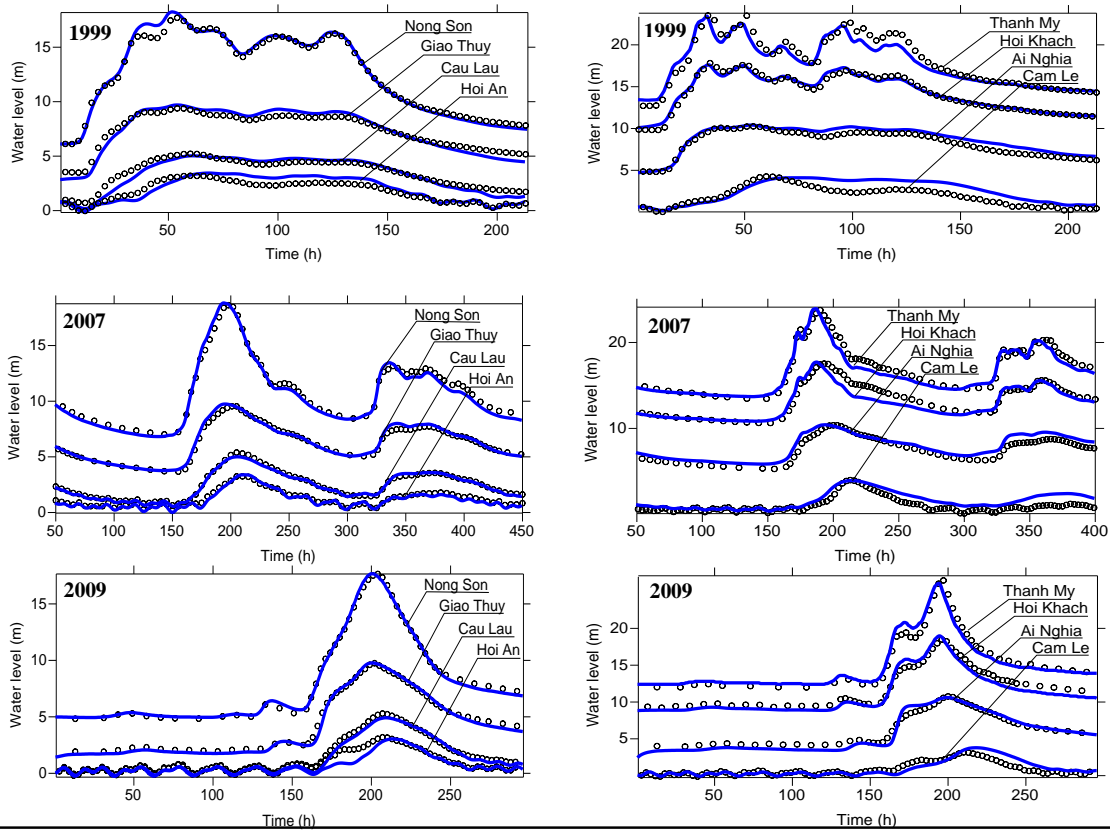 1999
Nong Son
Giao Thuy
Cau Lau
Hoi An
Water level (m)
15
10
5
0
50
100
150
200
Time (h)
1999
Thanh My
Hoi Khach
Ai Nghia
Cam Le
Water level (m)
20
15
10
5
50
100
150
200
Time (h)
2007
Nong Son
Giao Thuy
Cau Lau
Hoi An
Water level (m)
15
10
5
0
50
100
150
200
250
300
350
400
450
Time (h)
2007
Thanh My
Hoi Khach
Ai Nghia
Cam Le
Water level (m)
20
10
50
100
150
200
250
300
350
400
Time (h)
2009
Nong Son
Giao Thuy
Cau Lau
Hoi An
Water level (m)
15
10
5
0
50
100
150
200
250
Time (h)
2009
Thanh My
Hoi Khach
Ai Nghia
Cam Le
Water level (m)
20
15
10
5
50
100
150
200
250
Time (h)